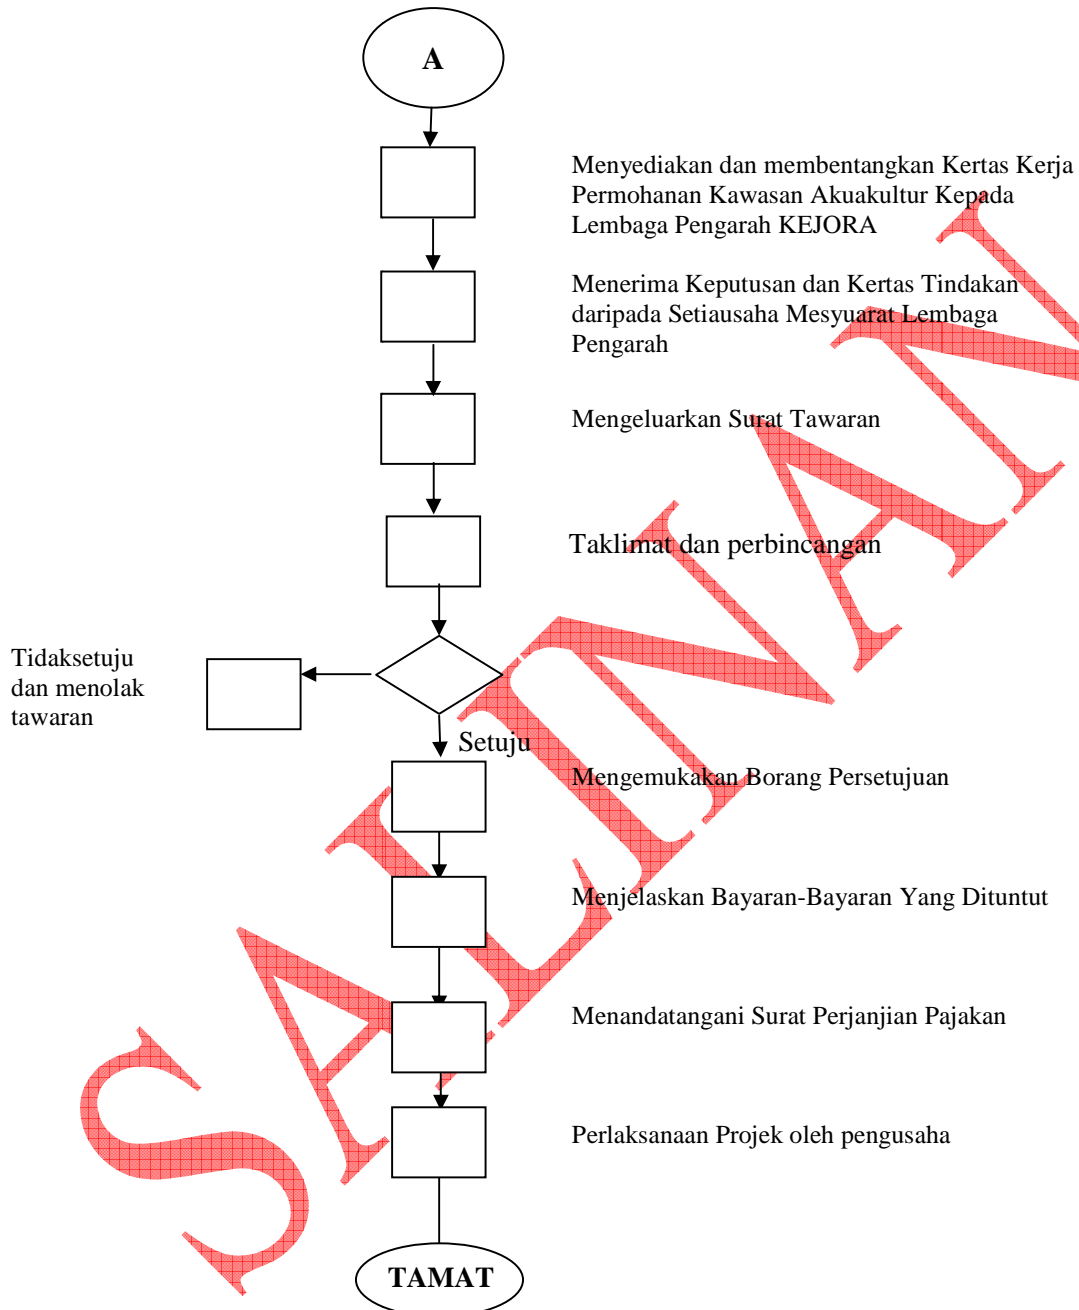 A
Menyediakan dan membentangkan Kertas Kerja
Permohanan Kawasan Akuakultur Kepada
Lembaga Pengarah KEJORA
Menerima Keputusan dan Kertas Tindakan
daripada Setiausaha Mesyuarat Lembaga
Pengarah
Mengeluarkan Surat Tawaran
Taklimat dan perbincangan
Tidaksetuju
dan menolak
tawaran
Setuju
Mengemukakan Borang Persetujuan
Menjelaskan Bayaran-Bayaran Yang Dituntut
Menandatangani Surat Perjanjian Pajakan
Perlaksanaan Projek oleh pengusaha
TAMAT
SALINAN